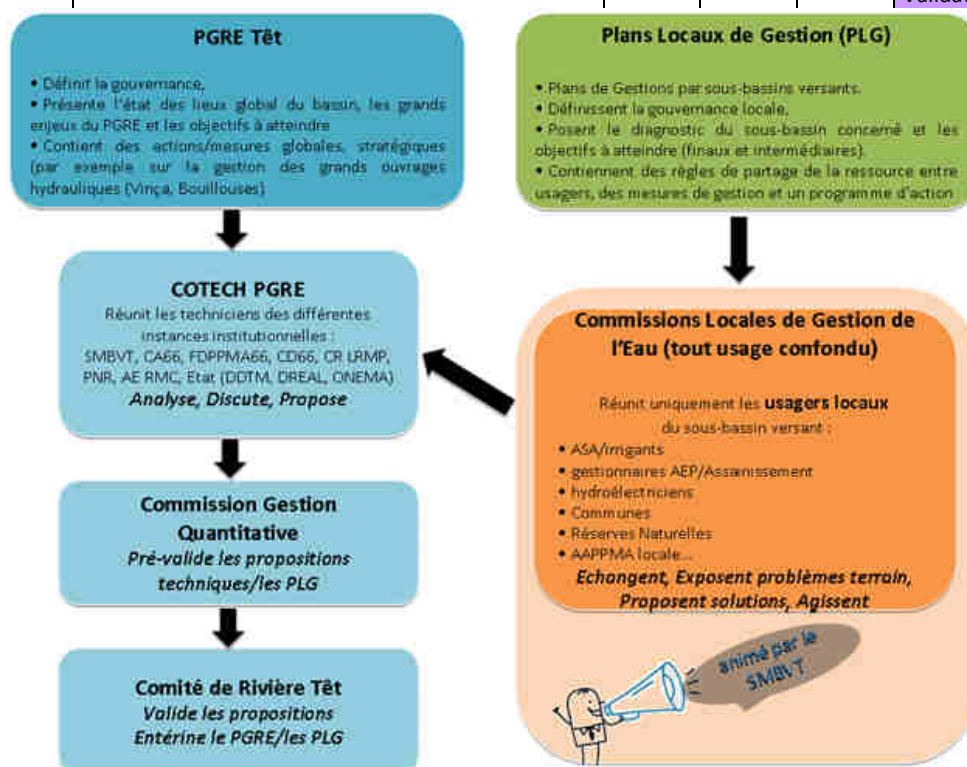 PGRE Têt
• Définit la gouvernance,
• Présente l'état des lieux global du bassin, les grands
enjeux du PGRE et les objectifs à atteindre
• Contient des actions/mesures globales, stratégiques
(par exemple sur la gestion des grands ouvrages
hydrauliques (Vinça, Bouillouses)
Plans Locaux de Gestion (PLG)
• Plans de Gestions par sous-bassins versants.
• Définissent la gouvernance locale,
• Posent le diagnostic du sous-bassin concerné et les
objectifs à atteindre (finaux et intermédiaires).
• Contiennent des règles de partage de la ressource entre
usagers, des mesures de gestion et un programme d'action
COTECH PGRE
Réunit les techniciens des différentes
instances institutionnelles :
SMBVT, CA66, FDPPMA66, CD66, CR LRMP,
PNR, AE RMC, Etat (DDTM, DREAL, ONEMA)
Analyse, Discute, Propose
Commissions Locales de Gestion de
l'Eau (tout usage confondu)
Réunit uniquement les usagers locaux
du sous-bassin versant :
• ASA/irrigants
• gestionnaires AEP/Assainissement
• hydroélectriciens
• Communes
• Réserves Naturelles
• AAPPMA locale...
Echangent, Exposent problèmes terrain,
Proposent solutions, Agissent
animé par le
SMBVT
Commission Gestion
Quantitative
Pré-valide les propositions
techniques/les PLG
Comité de Rivière Têt
Valide les propositions
Entérine le PGRE/les PLG